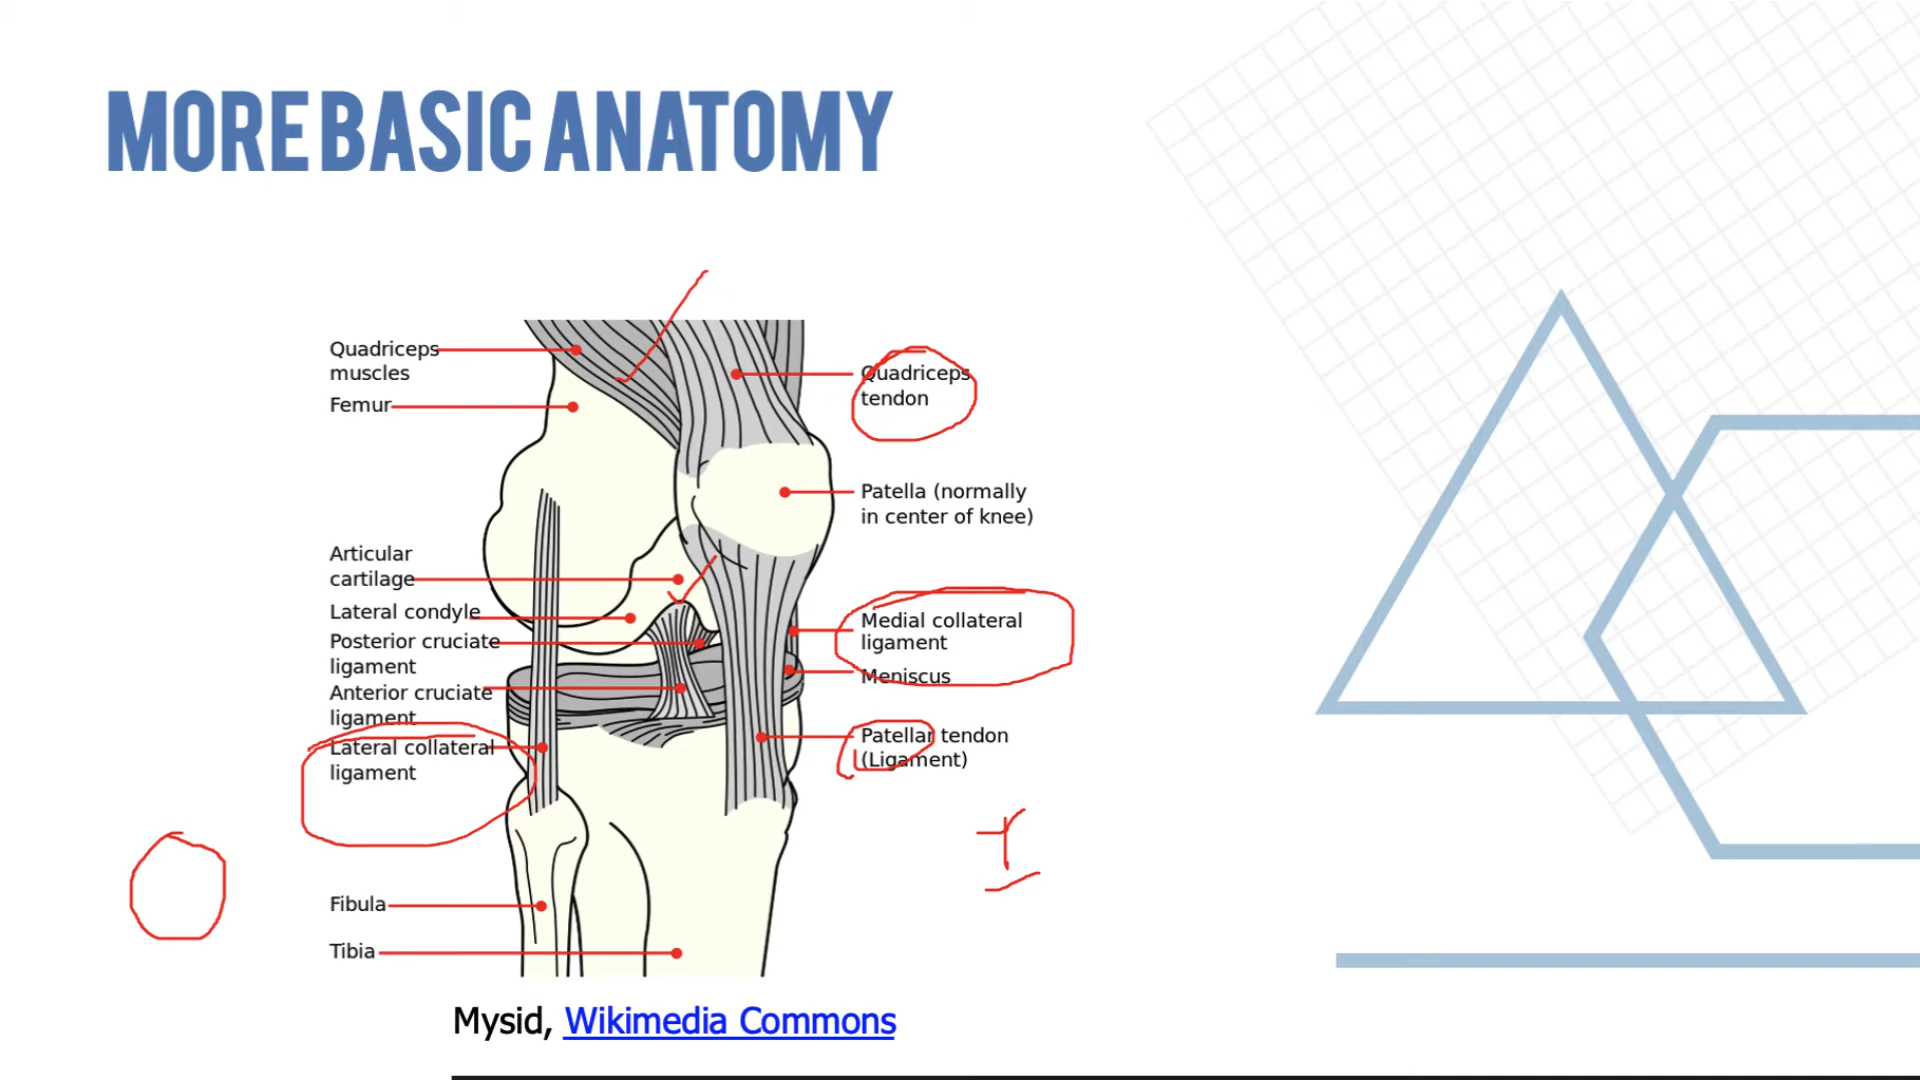 MORE BASIC ANATOMY
Quadriceps
muscles
Femur
Articular
cartilage
Lateral condyle
Posterior cruciate
ligament
Anterior cruciate
ligament
Lateral collateral
ligament
Fibula
Tibia
Quadriceps
tendon
Patella (normally
in center of knee)
Medial collateral
ligament
Meniscus
Patellar tendon
(Ligament)
Mysid, Wikimedia Commons